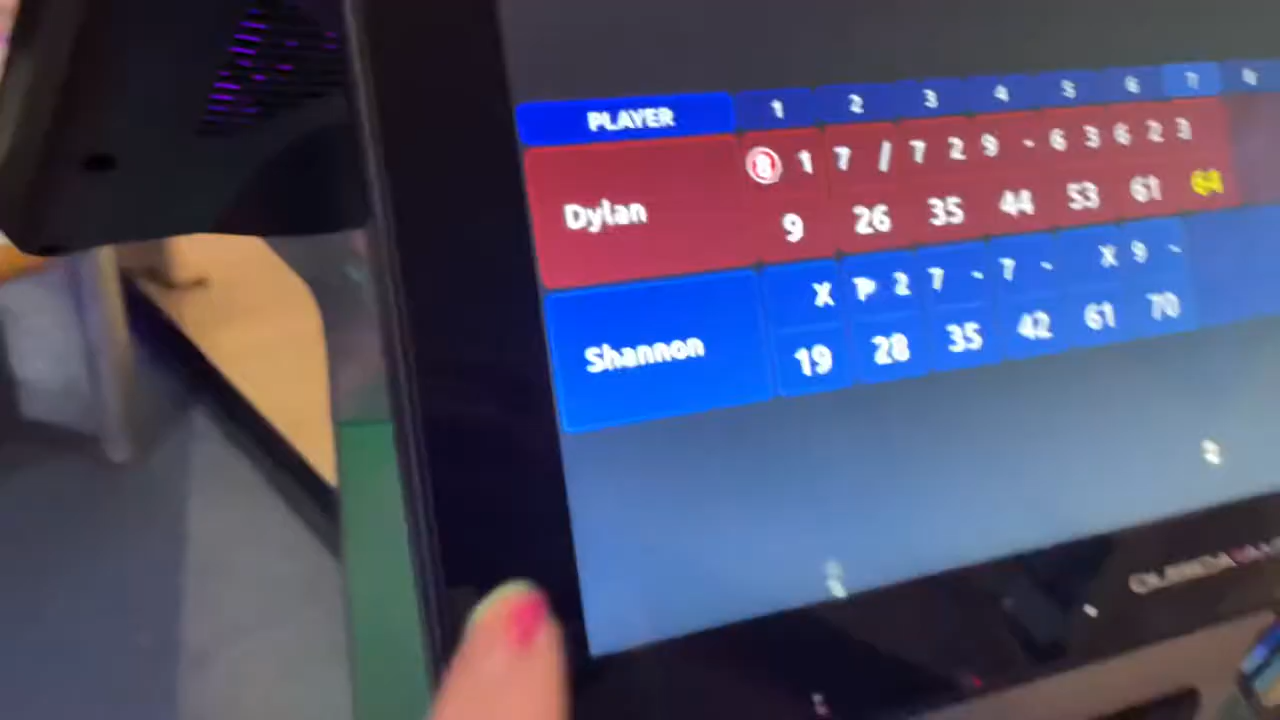 PLAYER 1 2 3 4 5 6 7
8 1 7 / 7 2 9 - 6 3 6 2 3
Dylan
9 26 35 44 53 61 64
X 7 2 7 - 7 - X 9 -
Shannon
19 28 35 42 61 70